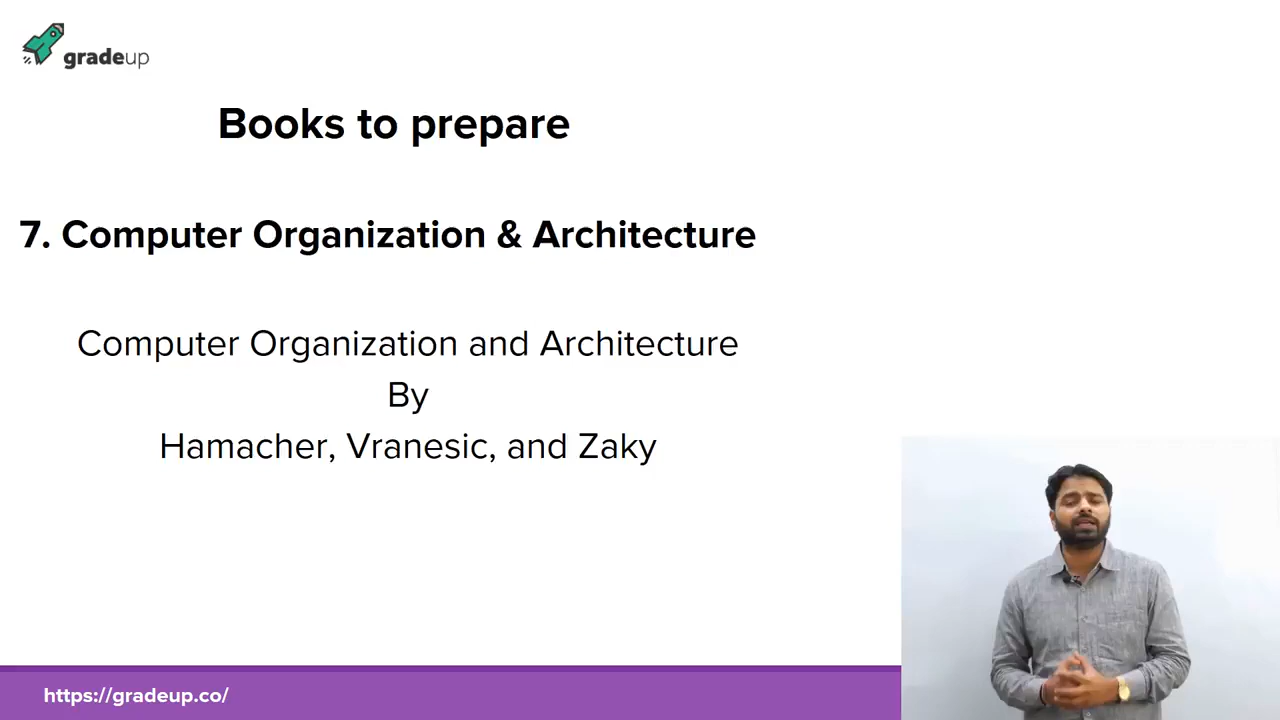 gradeup
Books to prepare
7. Computer Organization & Architecture
Computer Organization and Architecture
By
Hamacher, Vranesic, and Zaky
https://gradeup.co/